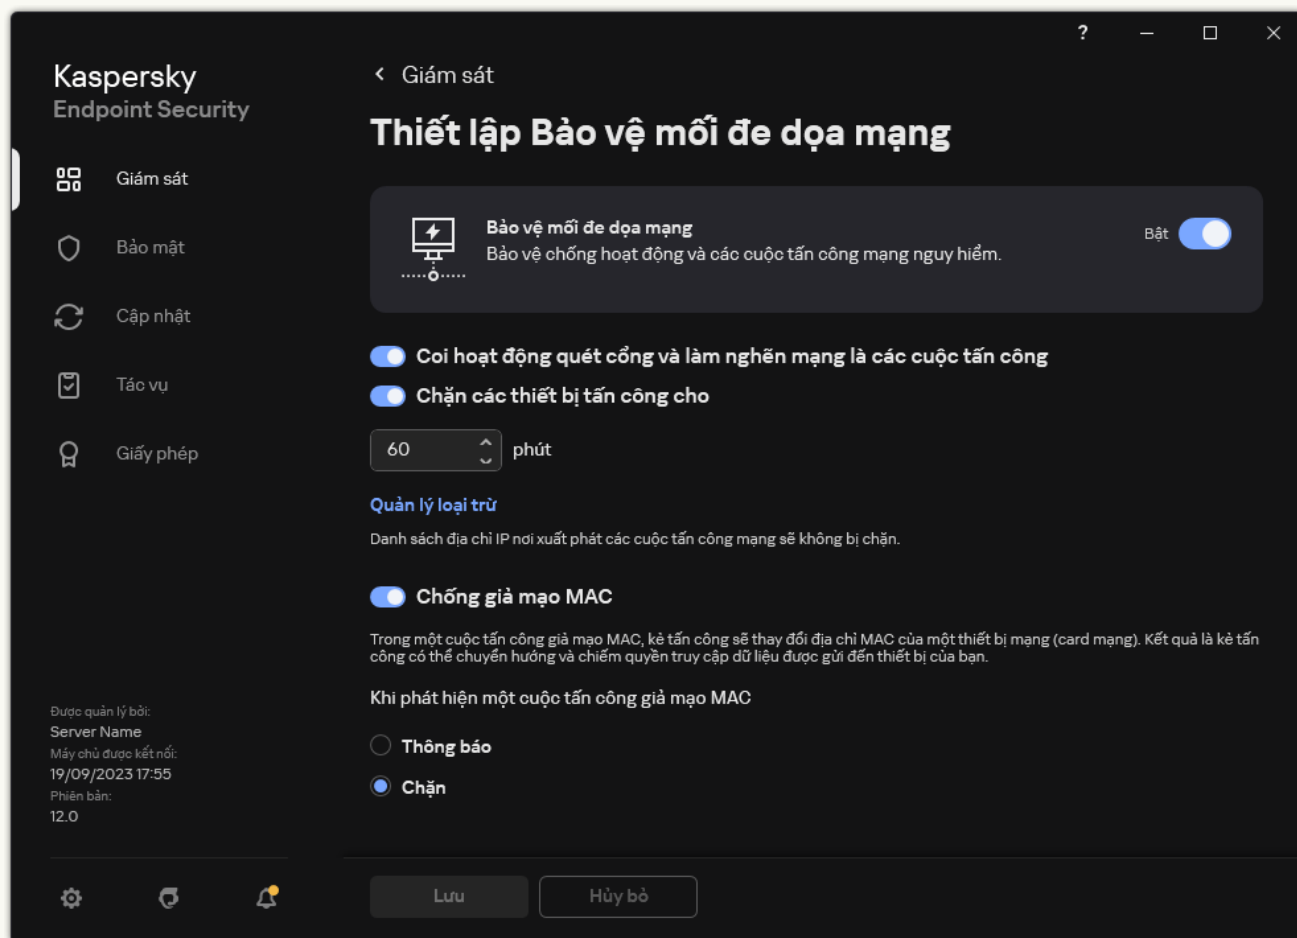 ?
Kaspersky
Endpoint Security
Giám sát
Bảo mật
Cập nhật
Tác vụ
Giấy phép
Được quản lý bởi:
Server Name
Máy chủ được kết nối:
19/09/2023 17:55
Phiên bản:
12.0
Giám sát
Thiết lập Bảo vệ mối đe dọa mạng
Bảo vệ mối đe dọa mạng
Bảo vệ chống hoạt động và các cuộc tấn công mạng nguy hiểm.
Bật
Coi hoạt động quét cổng và làm nghẽn mạng là các cuộc tấn công
Chặn các thiết bị tấn công cho
60 phút
Quản lý loại trừ
Danh sách địa chỉ IP nơi xuất phát các cuộc tấn công mạng sẽ không bị chặn.
Chống giả mạo MAC
Trong một cuộc tấn công giả mạo MAC, kẻ tấn công sẽ thay đổi địa chỉ MAC của một thiết bị mạng (card mạng). Kết quả là kẻ tấn
công có thể chuyển hướng và chiếm quyền truy cập dữ liệu được gửi đến thiết bị của bạn.
Khi phát hiện một cuộc tấn công giả mạo MAC
Thông báo
Chặn
Lưu
Hủy bỏ